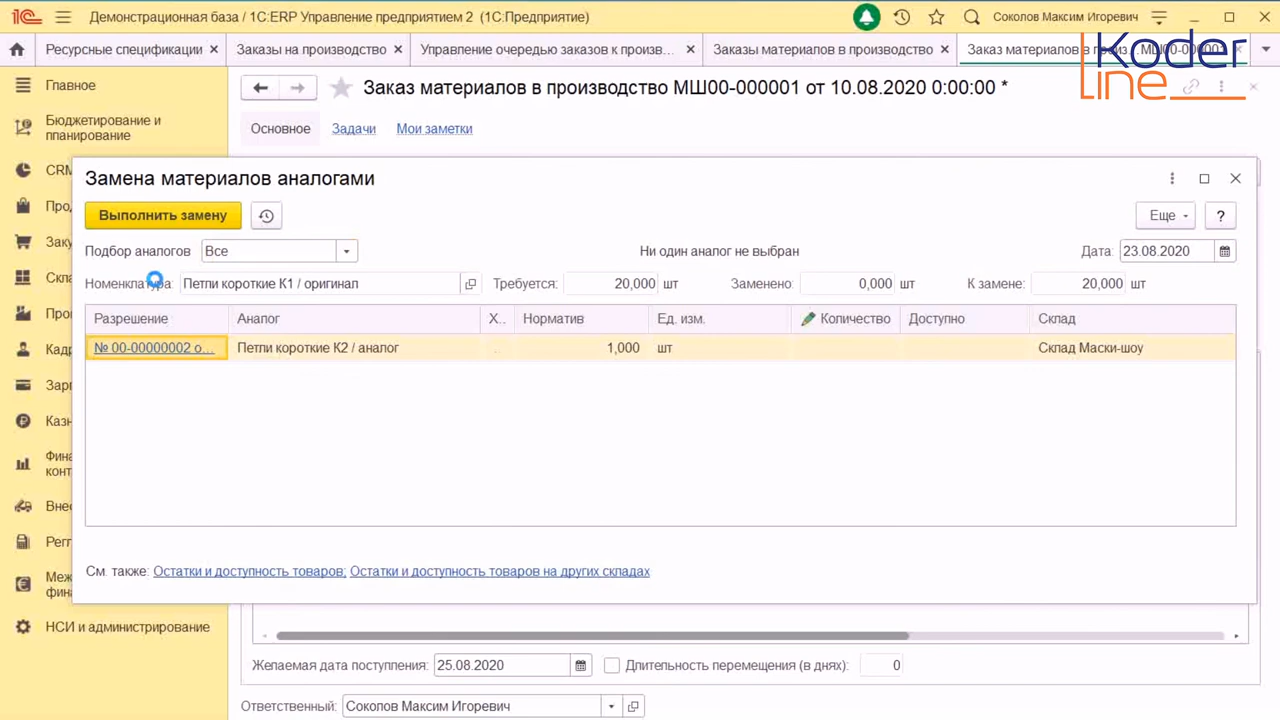 Демонстрационная база / 1С:ERP Управление предприятием 2 (1С:Предприятие)
Соколов Максим Игоревич
Ресурсные спецификации
Заказы на производство
Управление очередью заказов к произв...
Заказы материалов в производство
Заказ материалов в произ
Koder
line
Главное
Заказ материалов в производство МШ00-000001 от 10.08.2020 0:00:00 *
Бюджетирование и
планирование
Основное
Задачи
Мои заметки
CRM
Замена материалов аналогами
Выполнить замену
Еще
?
Подбор аналогов
Все
Ни один аналог не выбран
Дата:
23.08.2020
Номенклатура:
Петли короткие К1 / оригинал
Требуется:
20,000 шт
Заменено:
0,000 шт
К замене:
20,000 шт
Разрешение
Аналог
Х..
Норматив
Ед. изм.
Количество
Доступно
Склад
№ 00-00000002 о...
Петли короткие К2 / аналог
1,000
шт
Склад Маски-шоу
См. также: Остатки и доступность товаров; Остатки и доступность товаров на других складах
НСИ и администрирование
Желаемая дата поступления:
25.08.2020
Длительность перемещения (в днях):
0
Ответственный:
Соколов Максим Игоревич